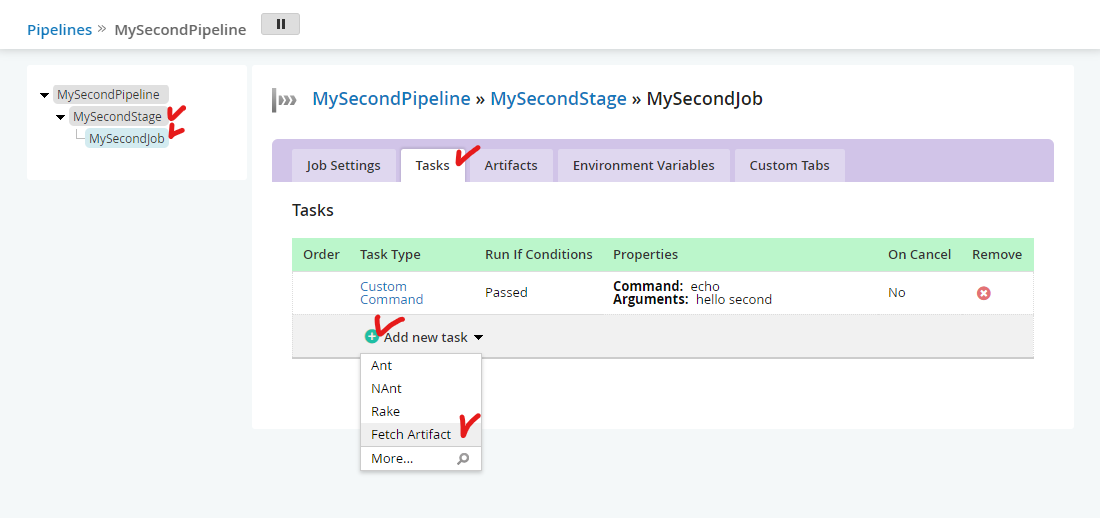 Pipelines » MySecondPipeline
MySecondPipeline
MySecondStage
MySecondJob
MySecondPipeline » MySecondStage » MySecondJob
Job Settings Tasks Artifacts Environment Variables Custom Tabs
Tasks
Order Task Type Run If Conditions Properties On Cancel Remove
Custom Command Passed Command: echo No
Arguments: hello second
Add new task
Ant
NAnt
Rake
Fetch Artifact
More...